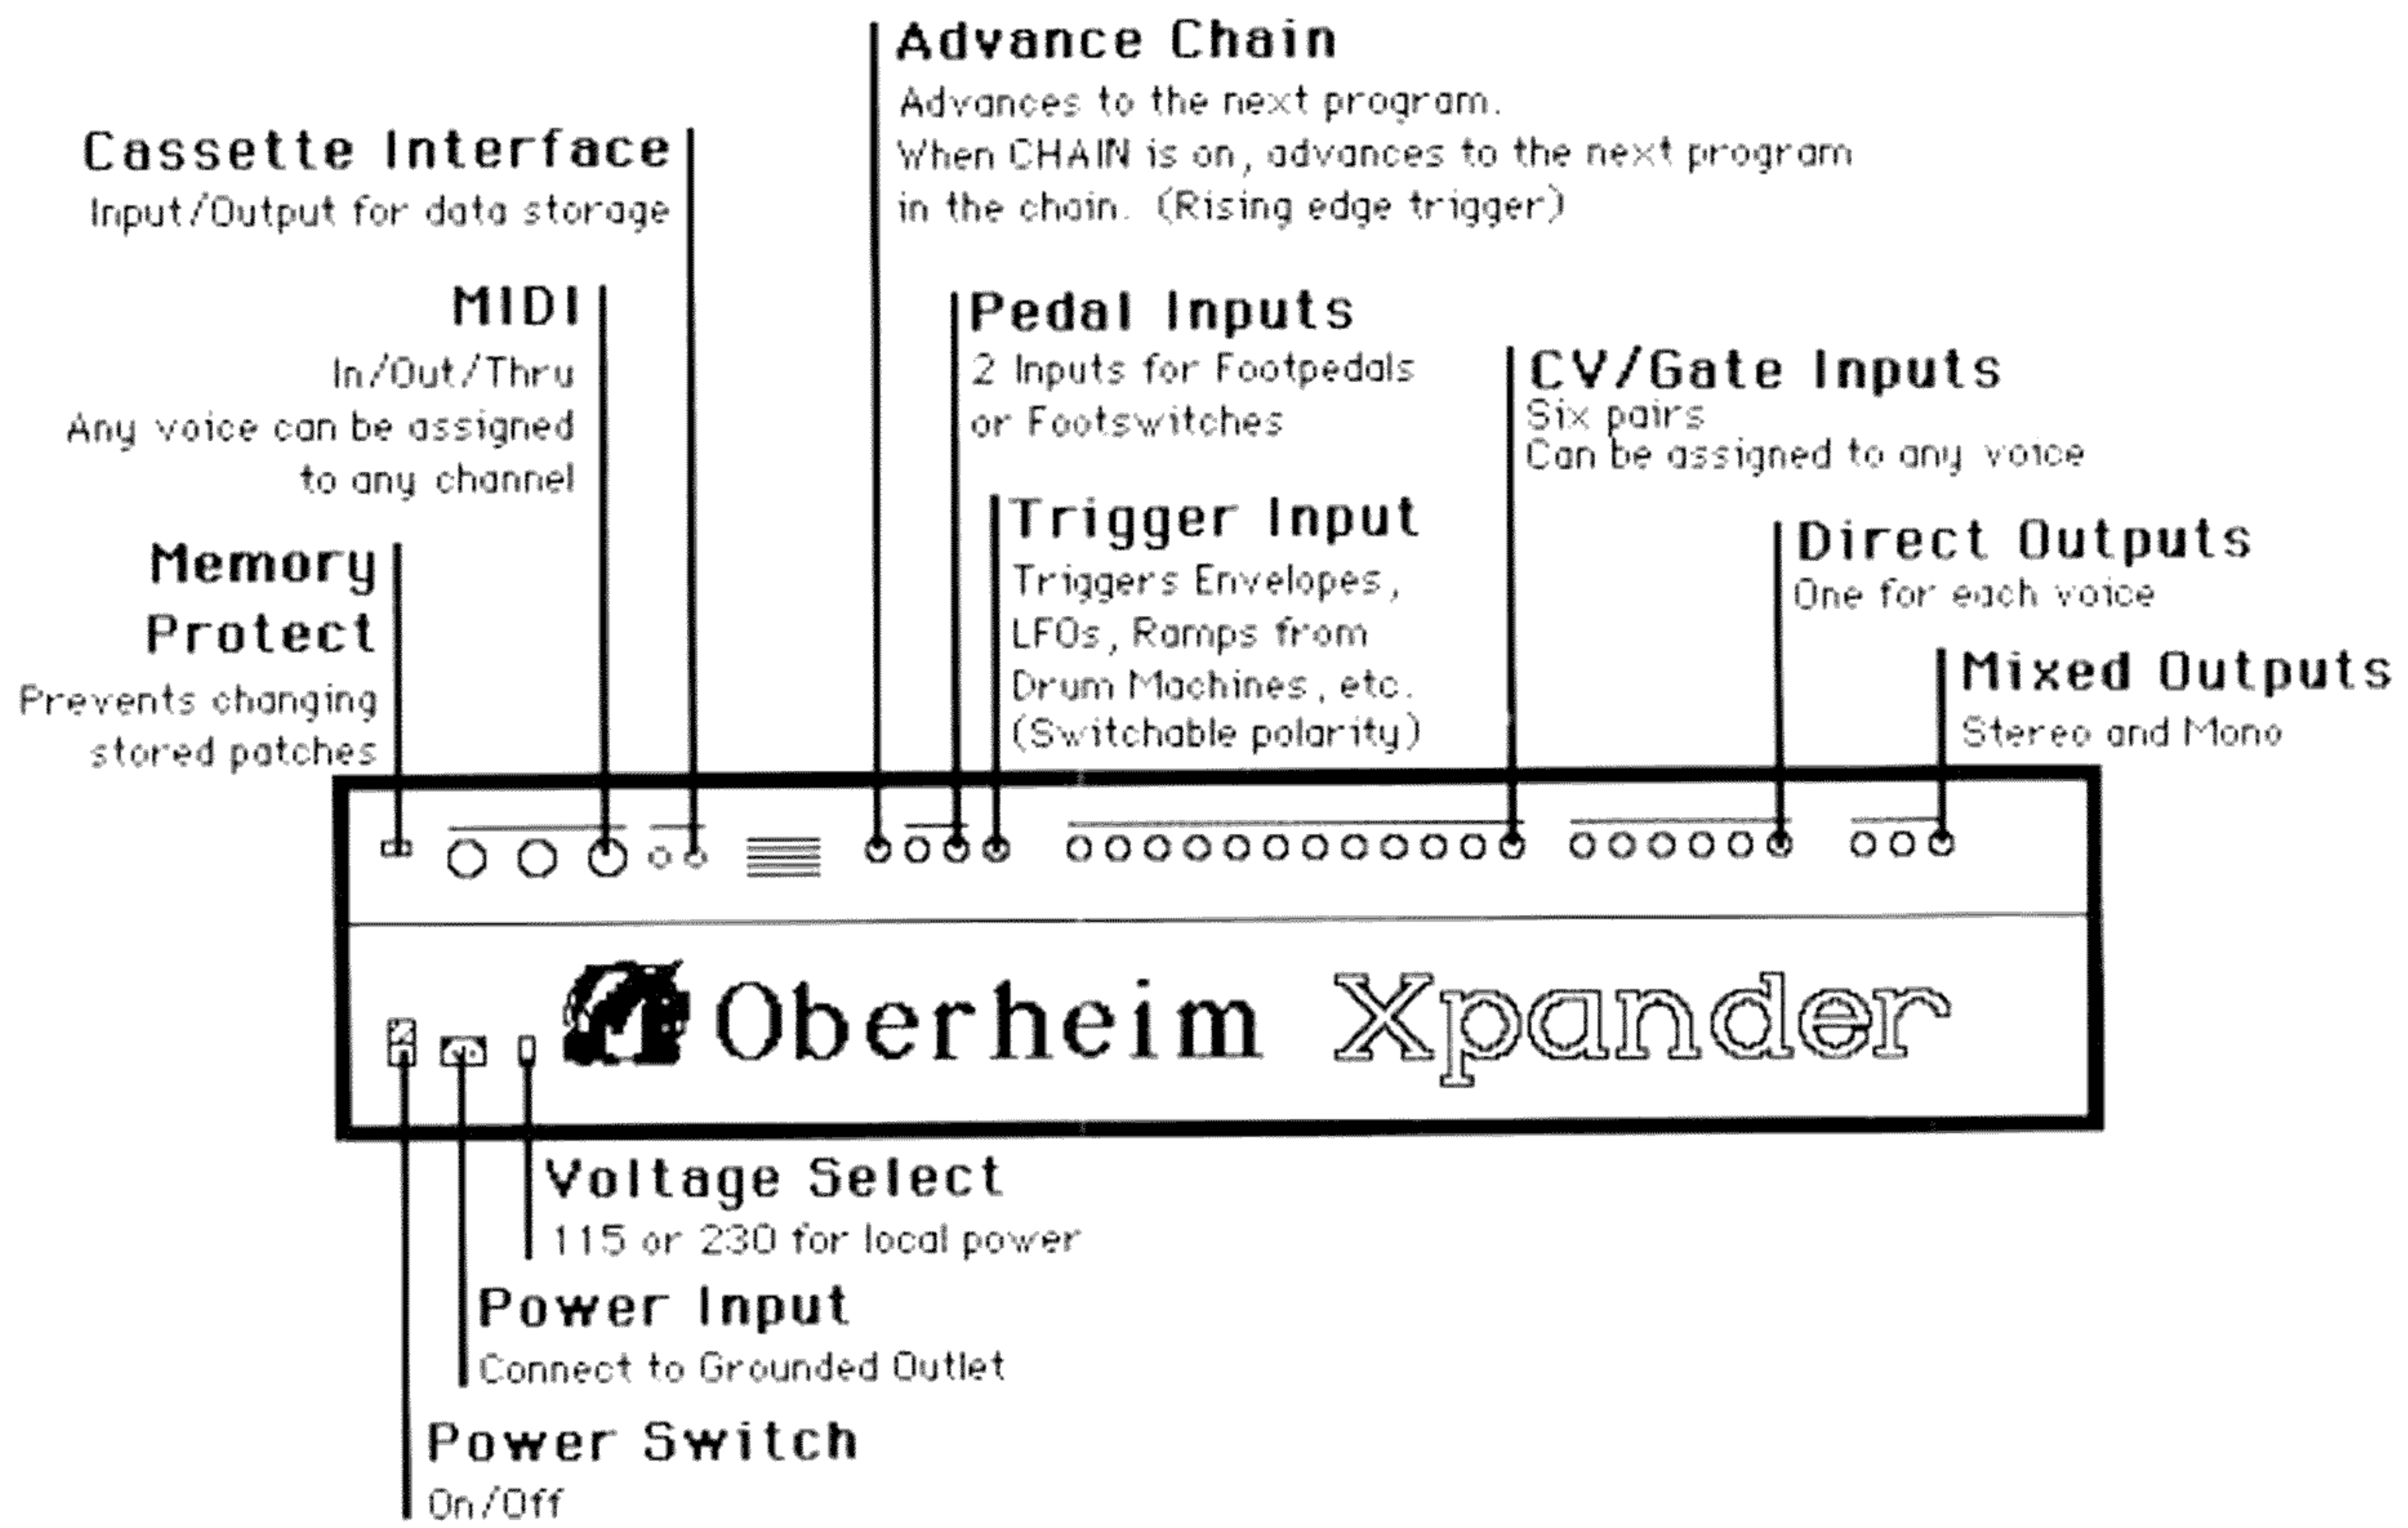 Advance Chain
Advances to the next program.
When CHAIN is on, advances to the next program
in the chain. (Rising edge trigger)
Cassette Interface
Input/Output for data storage
MIDI
In/Out/Thru
Any voice can be assigned
to any channel
Pedal Inputs
2 Inputs for Footpedals
or Footswitches
CV/Gate Inputs
Six pairs
Can be assigned to any voice
Memory
Protect
Prevents changing
stored patches
Trigger Input
Triggers Envelopes,
LFOs, Ramps from
Drum Machines, etc.
(Switchable polarity)
Direct Outputs
One for each voice
Mixed Outputs
Stereo and Mono
Oberheim Xpander
Voltage Select
115 or 230 for local power
Power Input
Connect to Grounded Outlet
Power Switch
On/Off